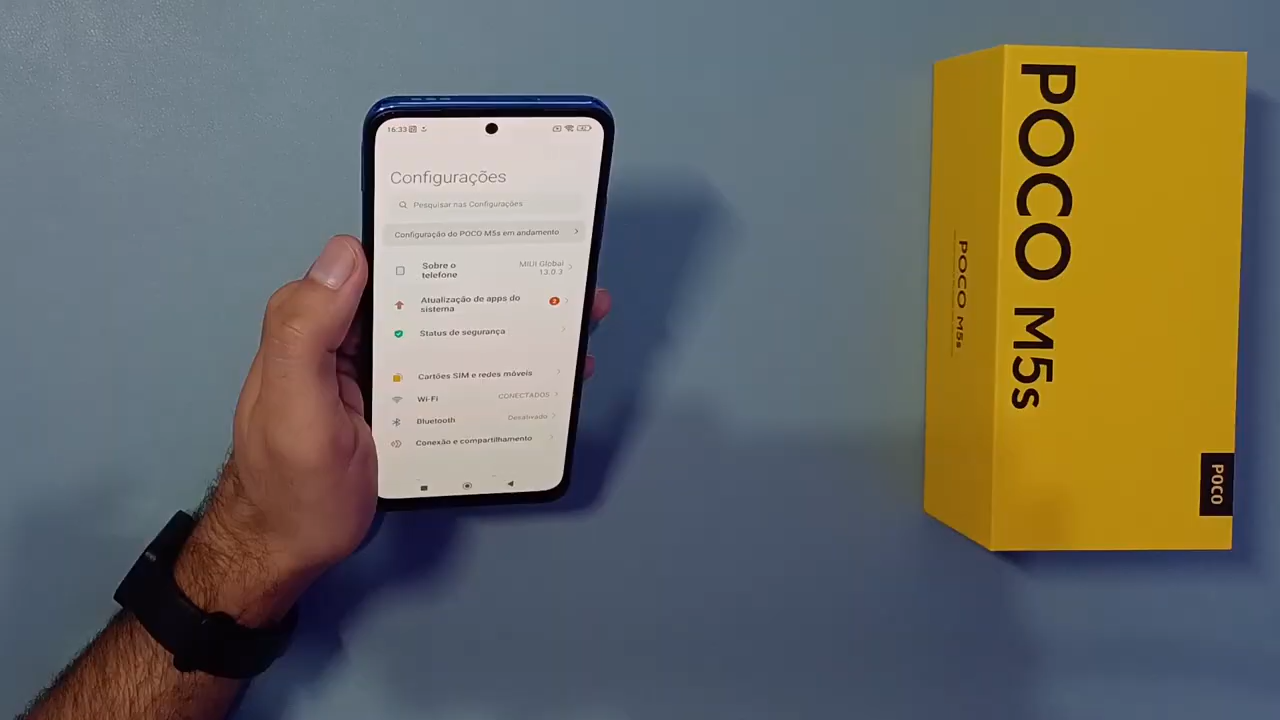 16:33
Configurações
Pesquisar nas Configurações
Configuração do POCO M5s em andamento
Sobre o
telefone
MIUI Global
13.0.3
Atualização de apps do
sistema
2
Status de segurança
Cartões SIM e redes móveis
Wi-Fi
CONECTADOS
Bluetooth
Desativado
Conexão e compartilhamento
POCO M5s
POCO M5s
POCO